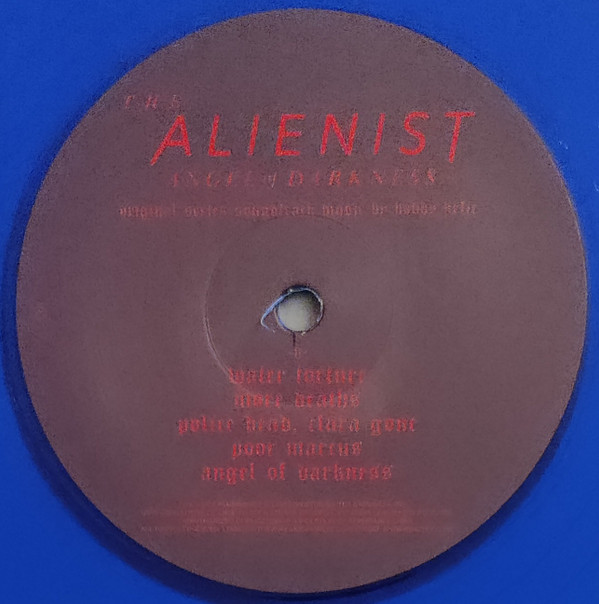 THE
ALIENIST
ANGEL of DARKNESS
original series soundtrack music by bobby krlic
water torture
more deaths
police dead, clara gone
poor marcus
angel of darkness